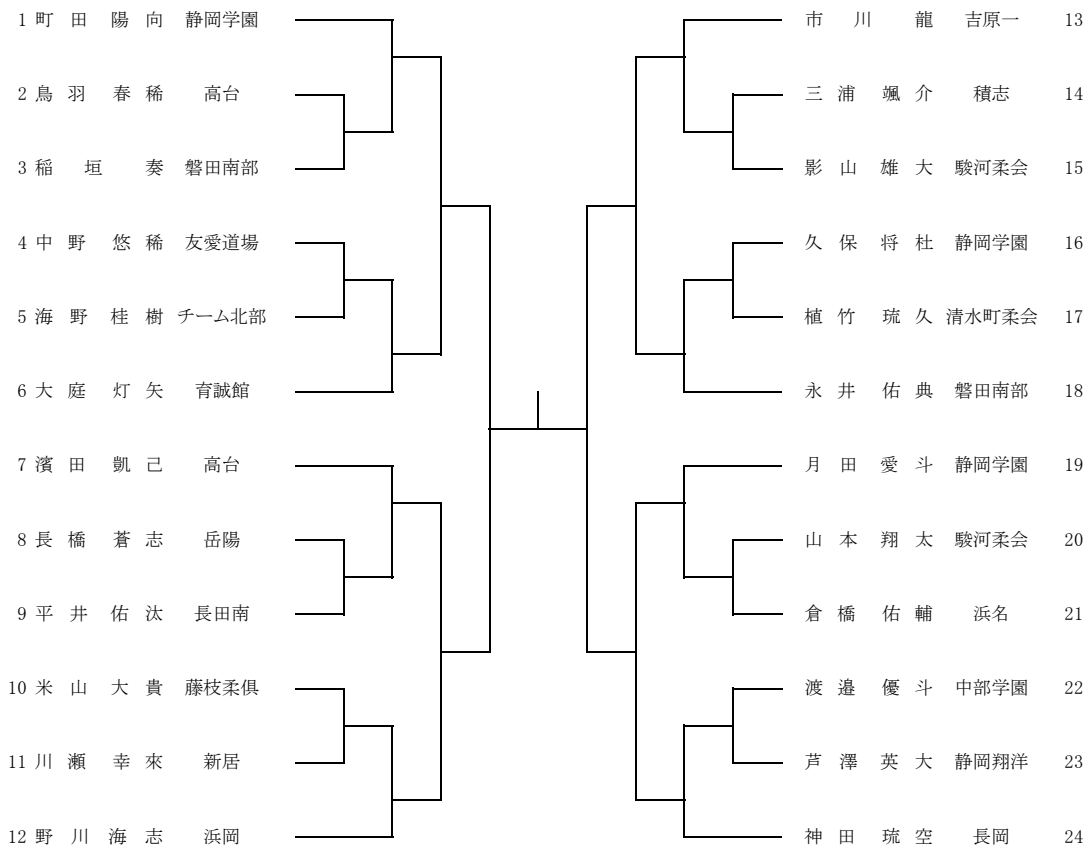 1 町田陽向 静岡学園
2 鳥羽春稀 高台
3 稲垣奏 磐田南部
4 中野悠稀 友愛道場
5 海野桂樹 チーム北部
6 大庭灯矢 育誠館
7 濱田凱己 高台
8 長橋蒼志 岳陽
9 平井佑汰 長田南
10 米山大貴 藤枝柔倶
11 川瀬幸來 新居
12 野川海志 浜岡
市川龍 吉原一 13
三浦颯介 積志 14
影山雄大 駿河柔会 15
久保将杜 静岡学園 16
植竹琉久 清水町柔会 17
永井佑典 磐田南部 18
月田愛斗 静岡学園 19
山本翔太 駿河柔会 20
倉橋佑輔 浜名 21
渡邉優斗 中部学園 22
芦澤英大 静岡翔洋 23
神田琉空 長岡 24